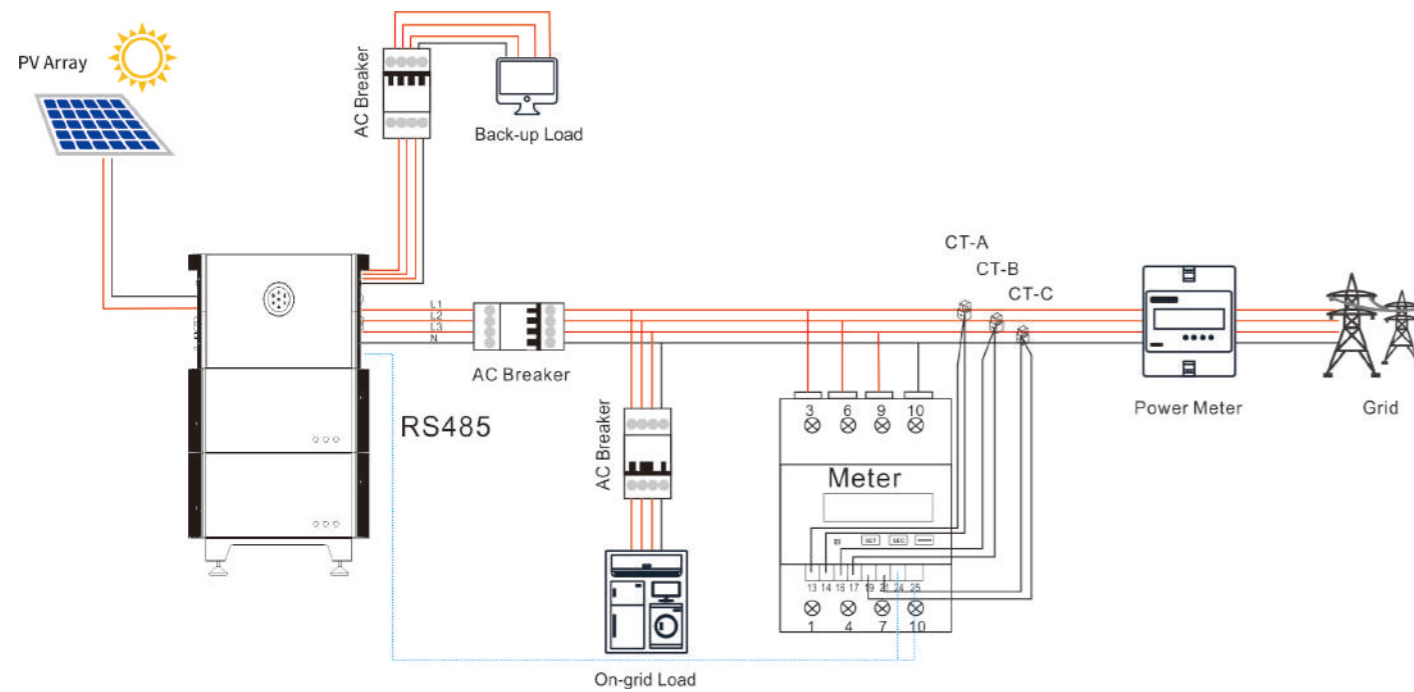 PV Array
AC Breaker
Back-up Load
CT-A
CT-B
CT-C
L1
L2
L3
N
AC Breaker
RS485
Power Meter
Grid
AC Breaker
3 6 9 10
Meter
SET SEC
13 14 16 17 19 21 24 25
1 4 7 10
On-grid Load